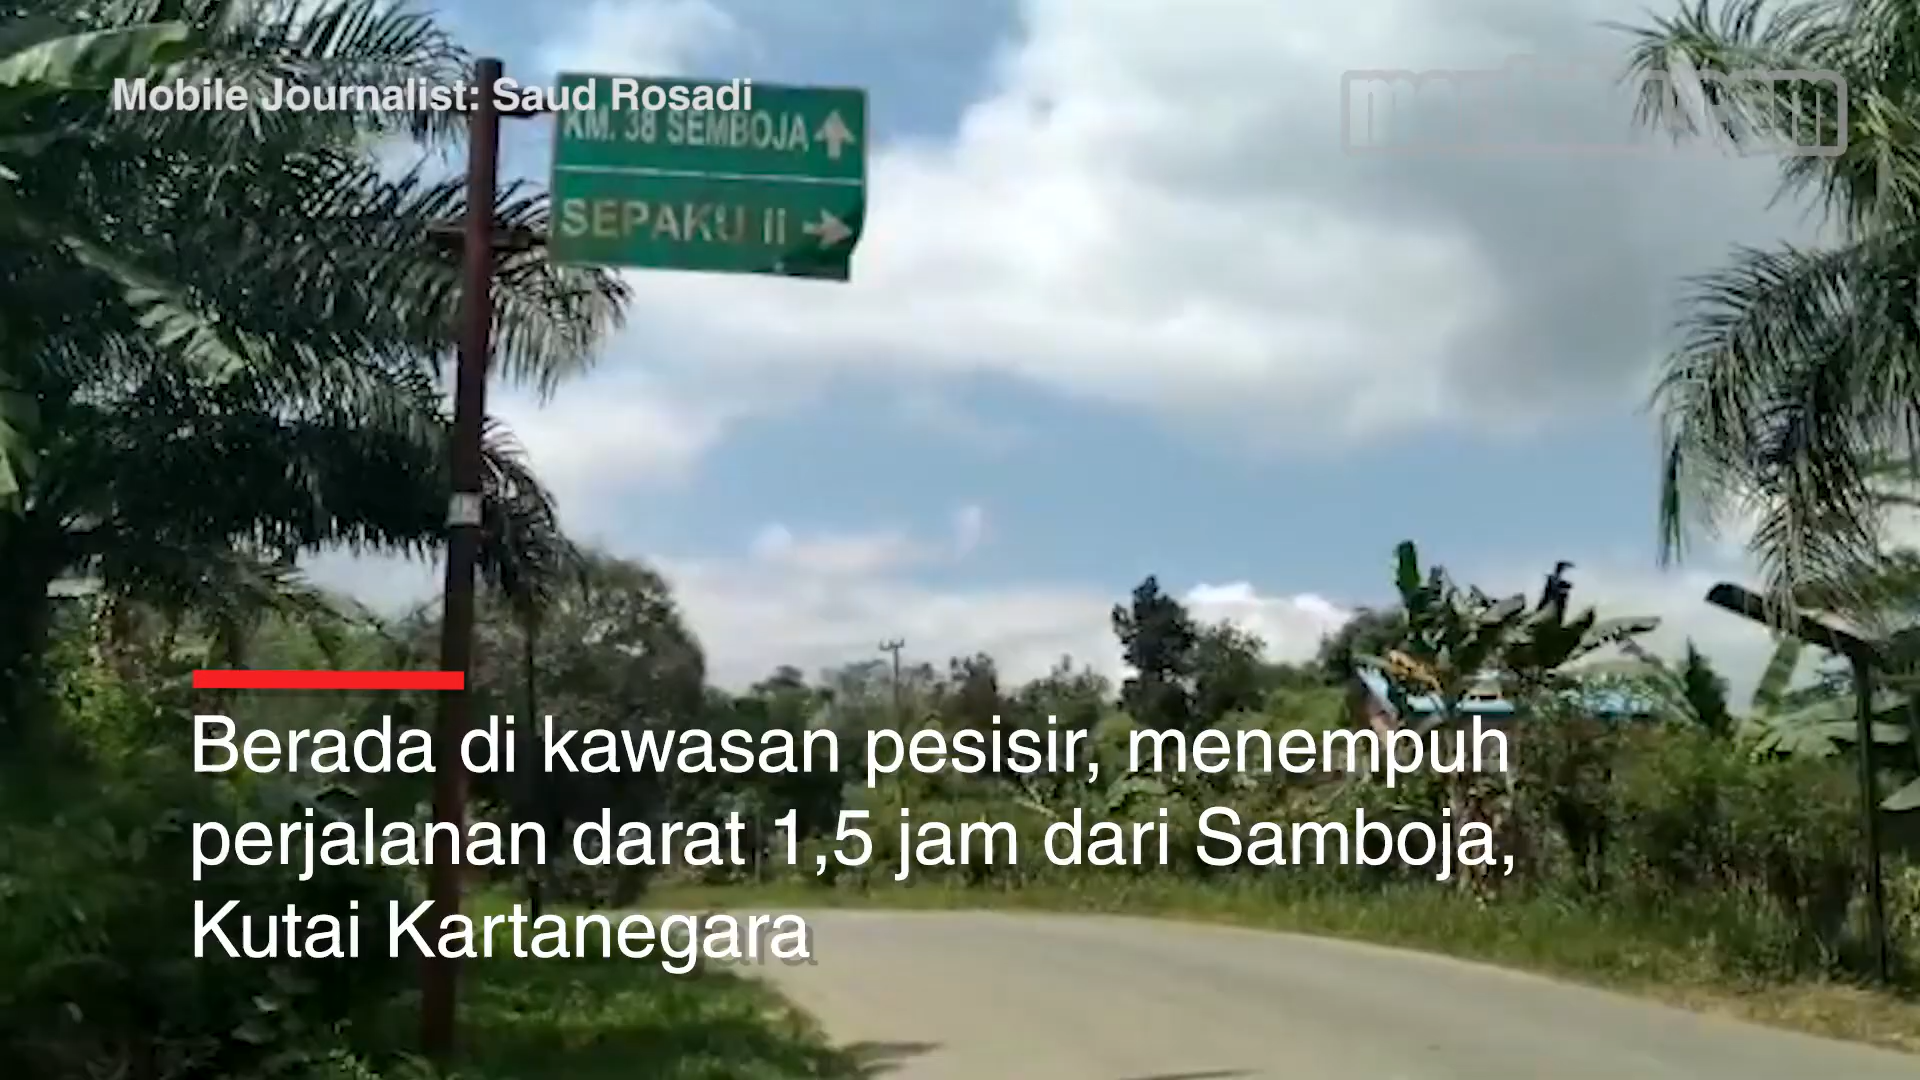 Mobile Journalist: Saud Rosadi
KM. 38 SEMBOJA
SEPAKU II
Berada di kawasan pesisir, menempuh
perjalanan darat 1,5 jam dari Samboja,
Kutai Kartanegara